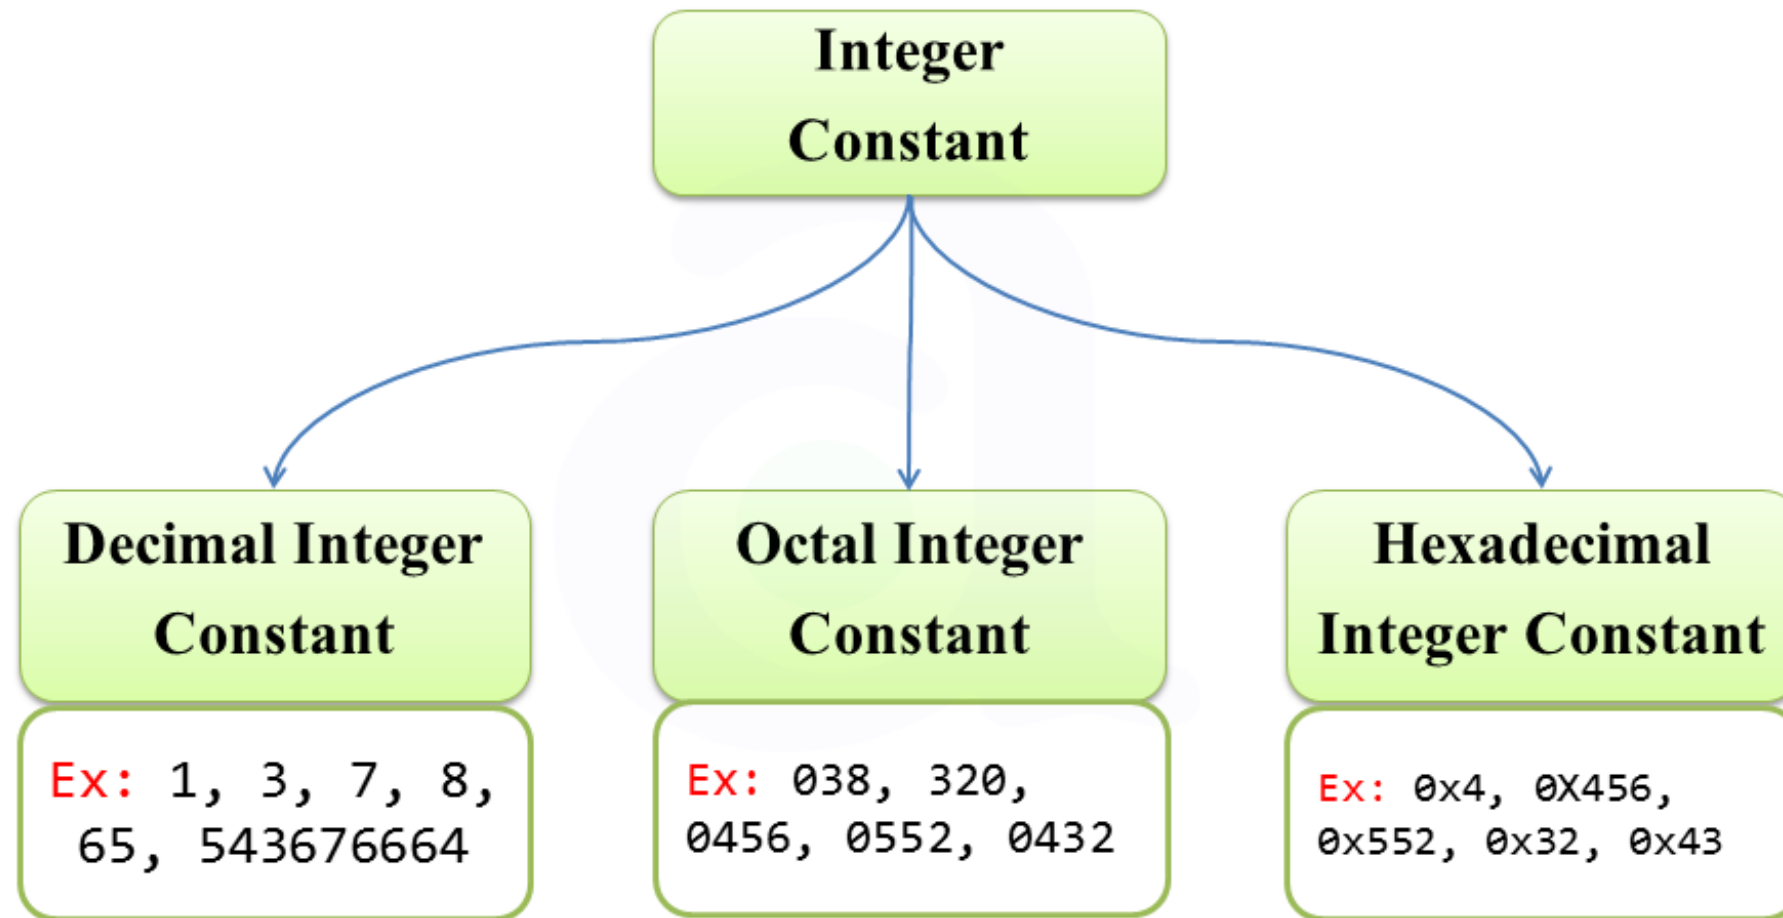 Integer
Constant
Decimal Integer
Constant
Ex: 1, 3, 7, 8,
65, 543676664
Octal Integer
Constant
Ex: 038, 320,
0456, 0552, 0432
Hexadecimal
Integer Constant
Ex: 0x4, 0X456,
0x552, 0x32, 0x43